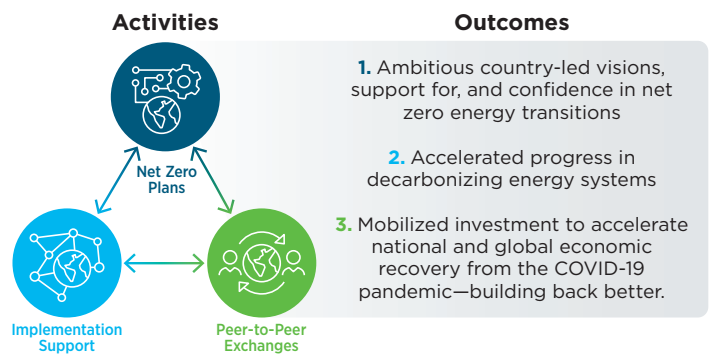 Activities
Net Zero
Plans
Implementation
Support
Peer-to-Peer
Exchanges
Outcomes
1. Ambitious country-led visions,
support for, and confidence in net
zero energy transitions
2. Accelerated progress in
decarbonizing energy systems
3. Mobilized investment to accelerate
national and global economic
recovery from the COVID-19
pandemic—building back better.